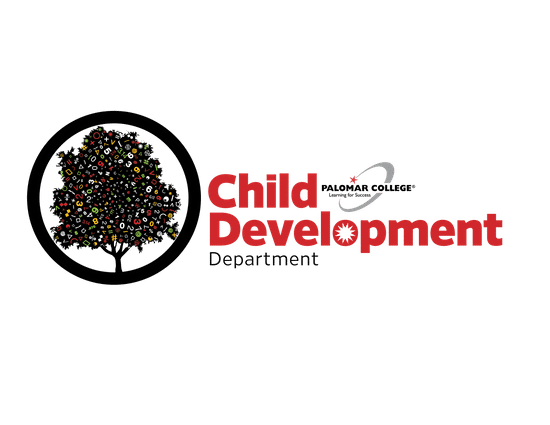 Child
PALOMAR COLLEGE®
Learning for Success
Development
Department